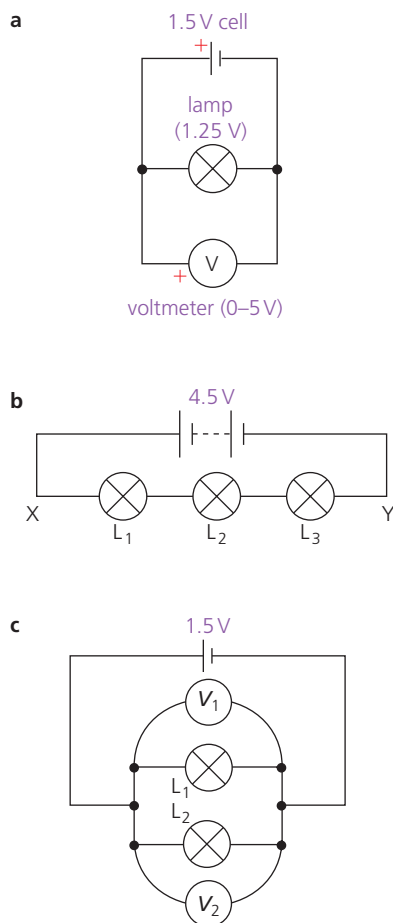 a
1.5 V cell
+
lamp
(1.25 V)
V
+
voltmeter (0–5 V)
b
4.5 V
X
Y
L1 L2 L3
c
1.5 V
V1
L1
L2
V2